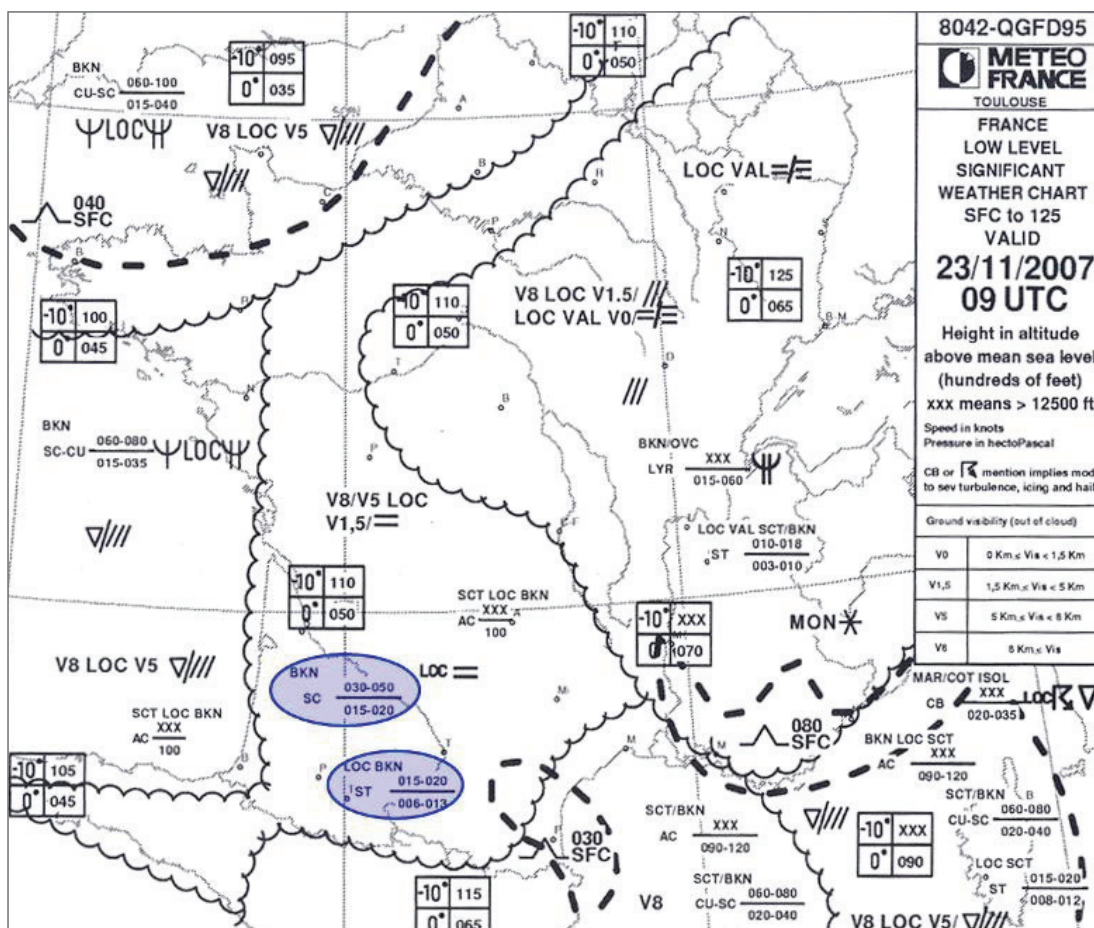 8042-QGFD95
METEO
FRANCE
TOULOUSE
FRANCE
LOW LEVEL
SIGNIFICANT
WEATHER CHART
SFC to 125
VALID
23/11/2007
09 UTC
Height in altitude
above mean sea level
(hundreds of feet)
xxx means > 12500 ft
Speed in knots
Pressure in hectoPascal
CB or mention implies mod
to sev turbulence, icing and hail
Ground visibility (out of cloud)
V0 0 Km ≤ Vis < 1,5 Km
V1,5 1,5 Km ≤ Vis < 5 Km
V5 5 Km ≤ Vis < 8 Km
V8 8 Km ≤ Vis
BKN
CU-SC 060-100
015-040
LOC
-10° 095
0° 035
-10° 110
0° 050
V8 LOC V5
040
SFC
LOC VAL
-10° 100
0° 045
-10° 110
0° 050
V8 LOC V1.5/
LOC VAL V0/
-10° 125
0° 065
BKN
SC-CU 060-080
015-035
LOC
BKN/OVC
LYR XXX
015-060
V8/V5 LOC
V1,5/
LOC VAL SCT/BKN
ST 010-018
003-010
-10° 110
0° 050
SCT LOC BKN
AC XXX
100
-10° XXX
0° 070
MON
V8 LOC V5
BKN
SC 030-050
015-020
LOC
SCT LOC BKN
AC XXX
100
MAR/COT ISOL
CB XXX
020-035
LOC
080
SFC
BKN LOC SCT
AC XXX
090-120
-10° 105
0° 045
LOC BKN
ST 015-020
006-013
SCT/BKN
CU-SC 060-080
020-040
SCT/BKN
AC XXX
090-120
-10° XXX
0° 090
030
SFC
LOC SCT
ST 015-020
008-012
-10° 115
0° 065
V8
SCT/BKN
CU-SC 060-080
020-040
V8 LOC V5/